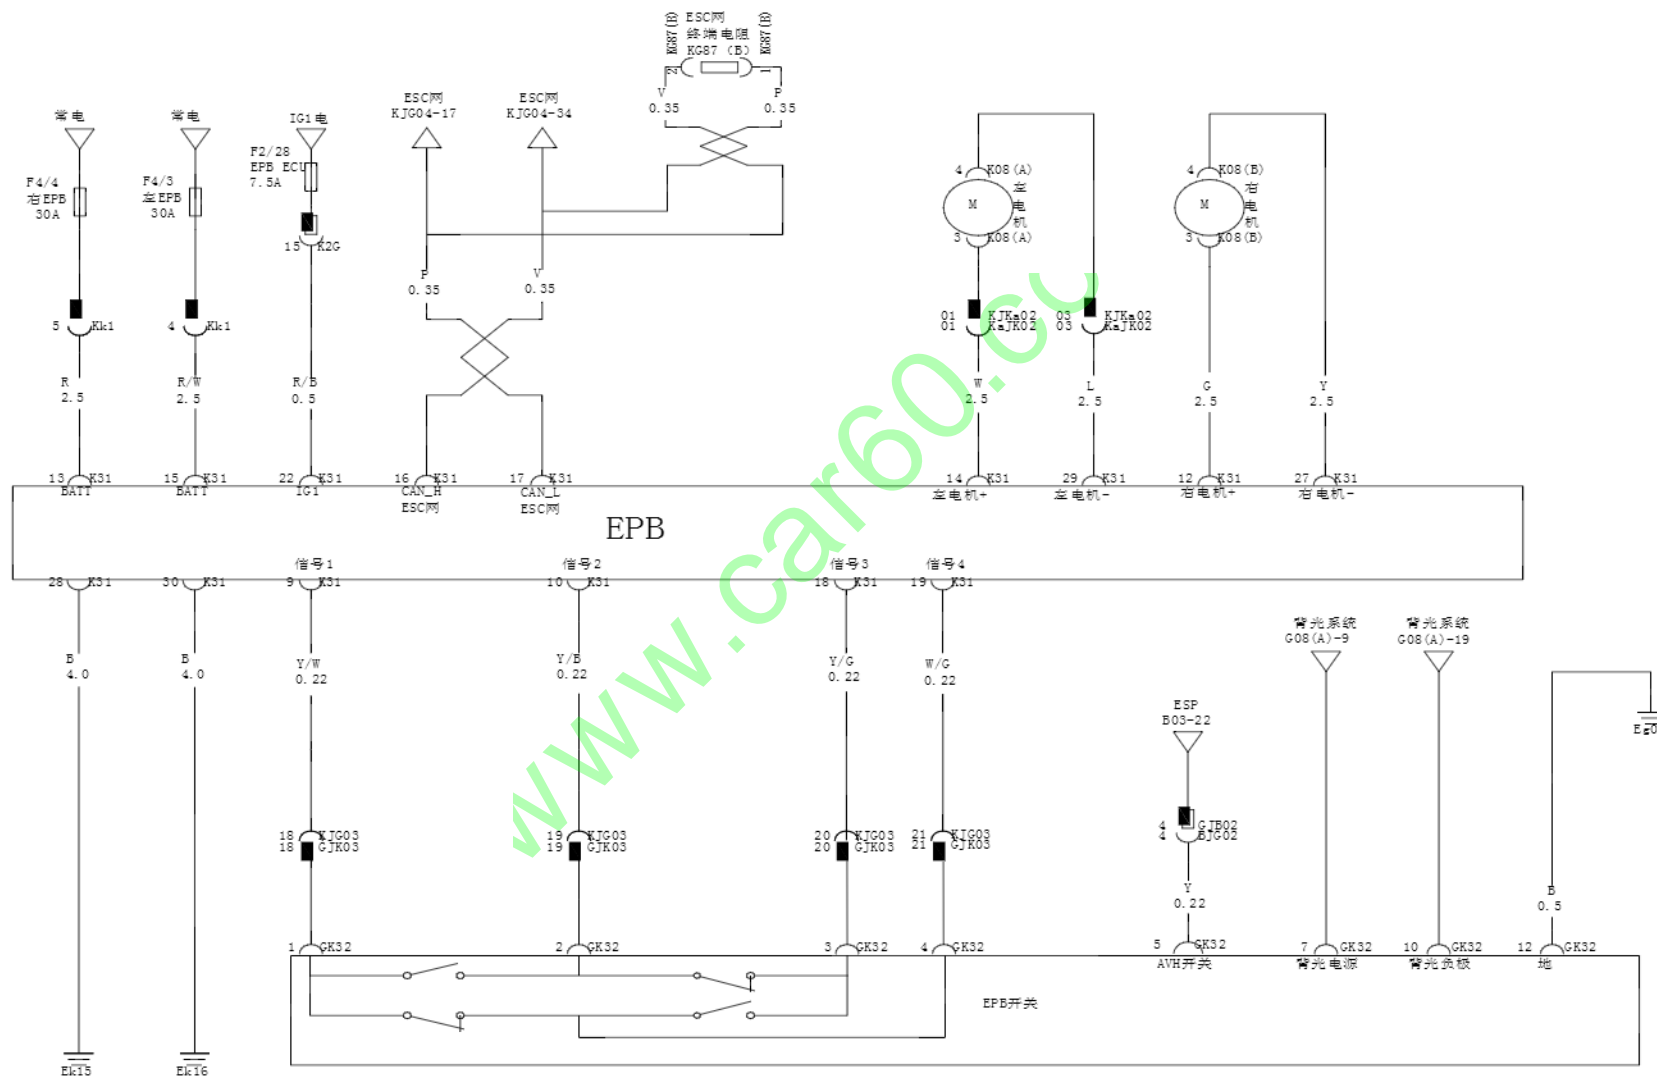 KG87(B)
ESC网
终端电阻
KG87 (B)
KG87(B)
2
1
V
0.35
P
0.35
常电
常电
IG1电
ESC网
KJG04-17
ESC网
KJG04-34
F4/4
右EPB
30A
F4/3
左EPB
30A
F2/28
EPB ECU
7.5A
15 K2G
4 K08(A)
M
左电机
3 K08(A)
4 K08(B)
M
右电机
3 K08(B)
P
0.35
V
0.35
5 Kk1
4 Kk1
01 KJKa02
01 KaJK02
03 KJKa02
03 KaJK02
R
2.5
R/W
2.5
R/B
0.5
W
2.5
L
2.5
G
2.5
Y
2.5
13 K31
BATT
15 K31
BATT
22 K31
IG1
16 K31
CAN_H
ESC网
17 K31
CAN_L
ESC网
14 K31
左电机+
29 K31
左电机-
12 K31
右电机+
27 K31
右电机-
EPB
信号1
信号2
信号3
信号4
28 K31
30 K31
9 K31
10 K31
18 K31
19 K31
B
4.0
B
4.0
Y/W
0.22
Y/B
0.22
Y/G
0.22
W/G
0.22
背光系统
G08(A)-9
背光系统
G08(A)-19
ESP
B03-22
Eg0
18 KJG03
18 GJK03
19 KJG03
19 GJK03
20 KJG03
20 GJK03
21 KJG03
21 GJK03
4 GJB02
4 BJG02
Y
0.22
B
0.5
1 GK32
2 GK32
3 GK32
4 GK32
5 GK32
AVH开关
7 GK32
背光电源
10 GK32
背光负极
12 GK32
地
EPB开关
Ek15
Ek16
www.car60.co